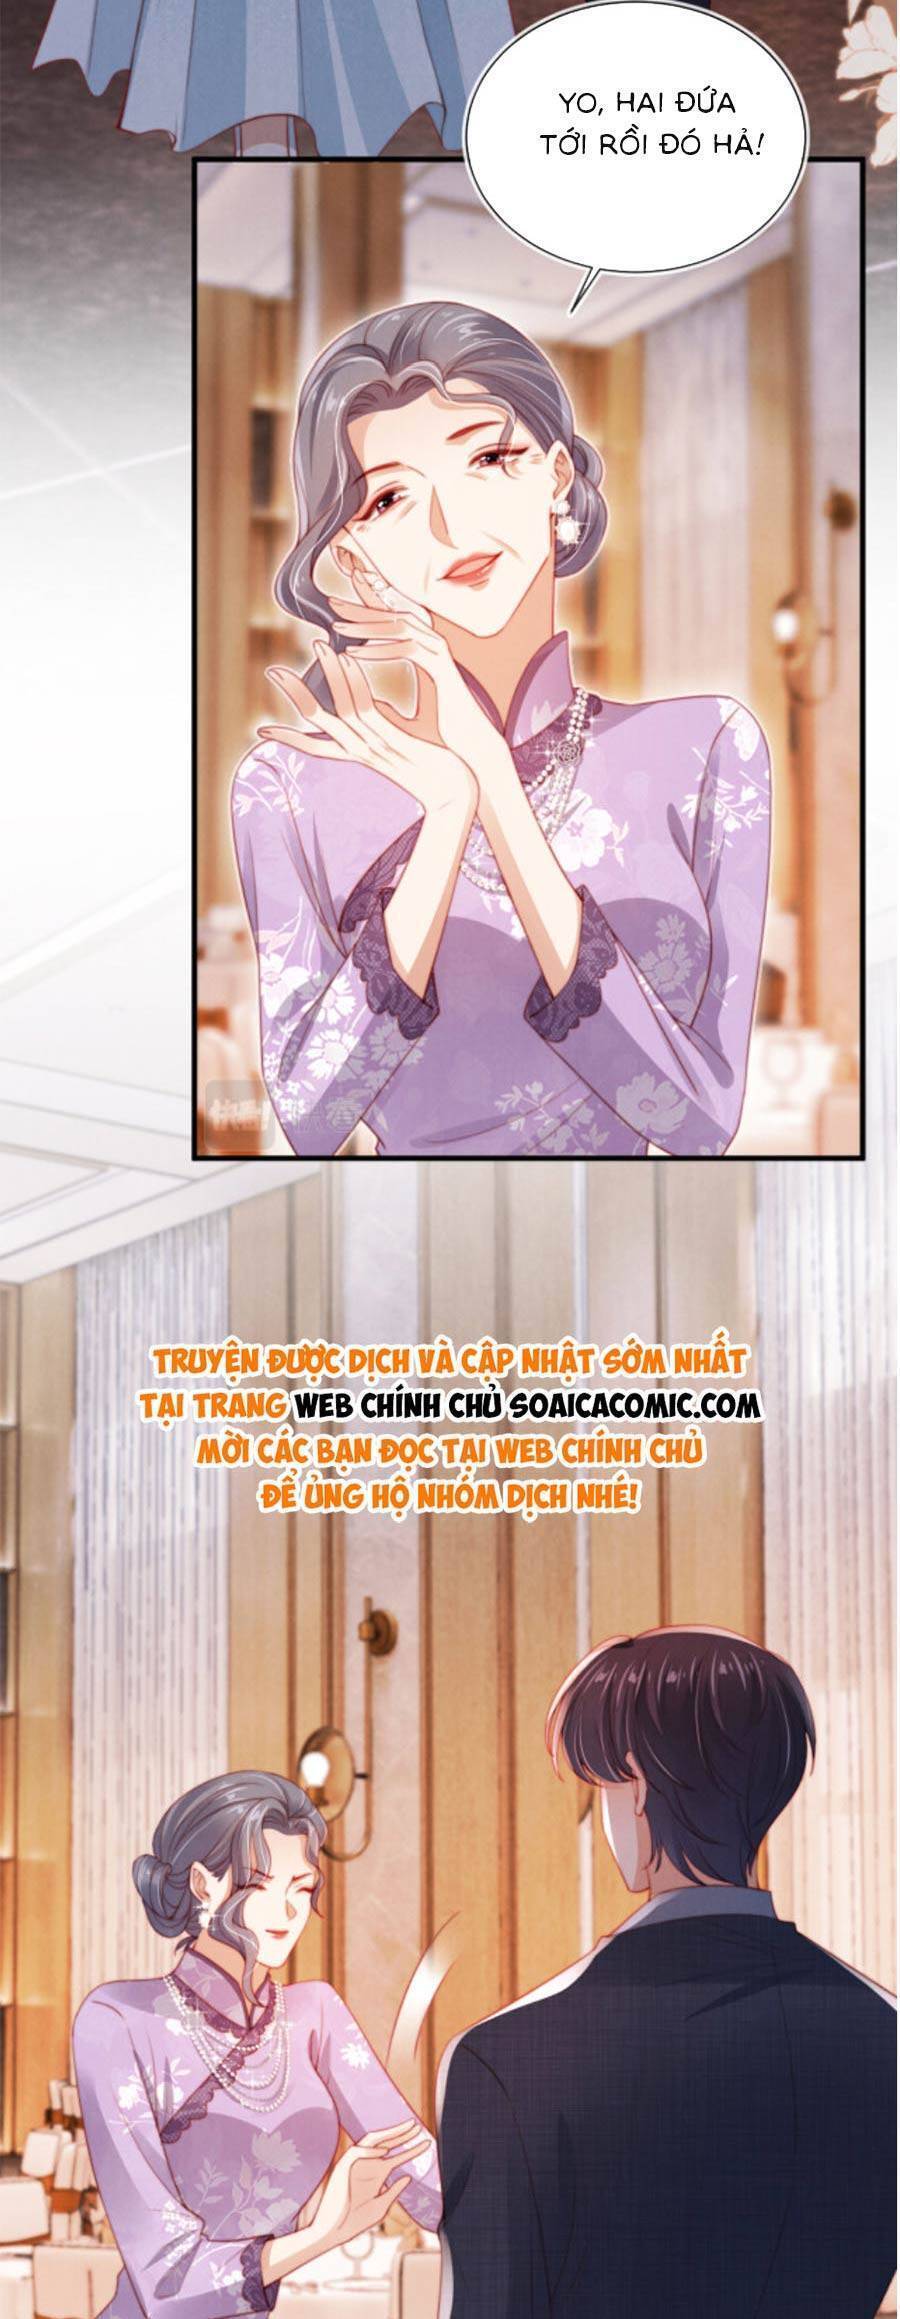 YO, HAI ĐỨA
TỚI RỒI ĐÓ HẢ!
TRUYỆN ĐƯỢC DỊCH VÀ CẬP NHẬT SỚM NHẤT
TẠI TRANG WEB CHÍNH CHỦ SOAICACOMIC.COM
MỜI CÁC BẠN ĐỌC TẠI WEB CHÍNH CHỦ
ĐỂ ỦNG HỘ NHÓM DỊCH NHÉ!